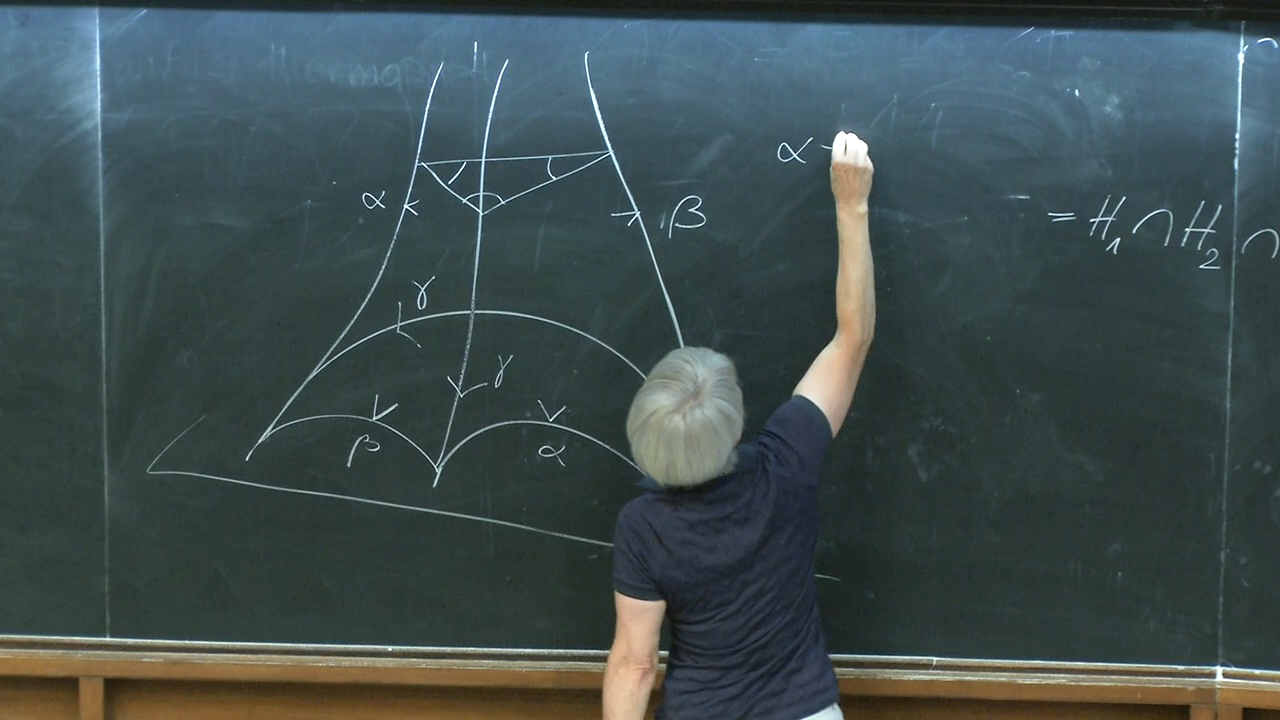 α
β
γ
γ
β
α
α -
= H₁ ∩ H₂ ∩